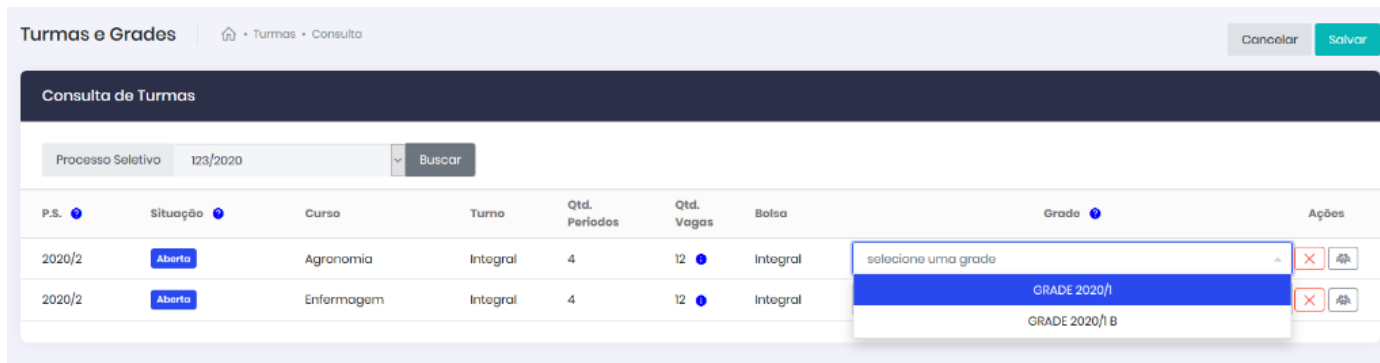 Turmas e Grades • Turmas • Consulta Cancelar Salvar
Consulta de Turmas
Processo Seletivo 123/2020 Buscar
P.S. Situação Curso Turno Qtd. Periodos Qtd. Vagas Bolsa Grade Ações
2020/2 Aberta Agronomia Integral 4 12 Integral selecione uma grade
GRADE 2020/1
2020/2 Aberta Enfermagem Integral 4 12 Integral
GRADE 2020/1 B